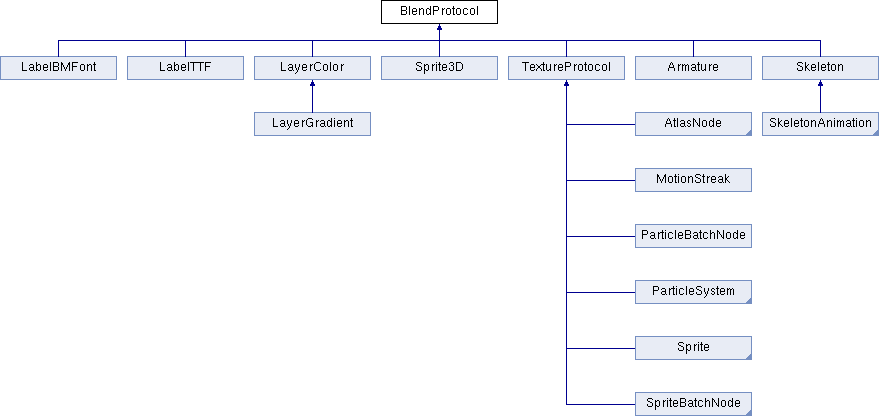 BlendProtocol
LabelBMFont
LabelTTF
LayerColor
Sprite3D
TextureProtocol
Armature
Skeleton
LayerGradient
AtlasNode
SkeletonAnimation
MotionStreak
ParticleBatchNode
ParticleSystem
Sprite
SpriteBatchNode